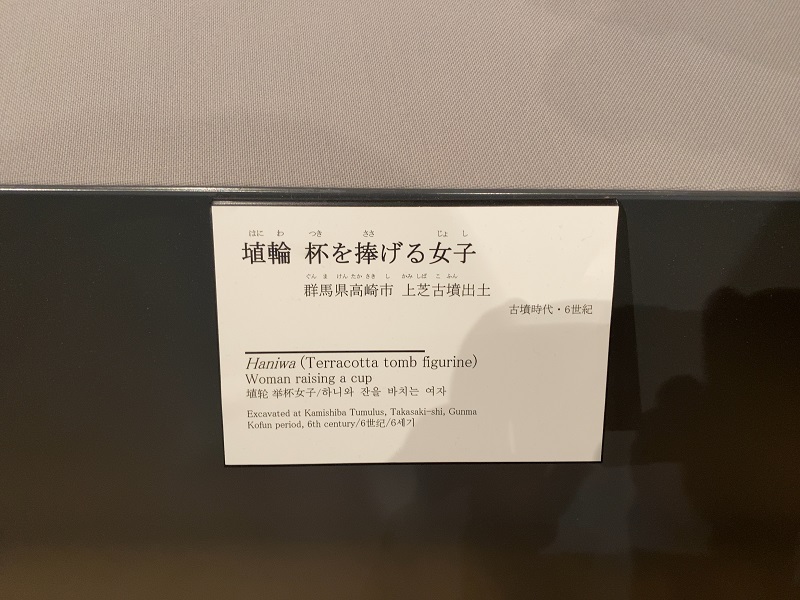 はに わ つき ささ じょ し
埴輪 杯を捧げる女子
ぐん ま けん たか さき し かみ しば こ ふん
群馬県高崎市 上芝古墳出土
古墳時代・6世紀
Haniwa (Terracotta tomb figurine)
Woman raising a cup
埴轮 举杯女子/하니와 잔을 바치는 여자
Excavated at Kamishiba Tumulus, Takasaki-shi, Gunma
Kofun period, 6th century/6世纪/6세기